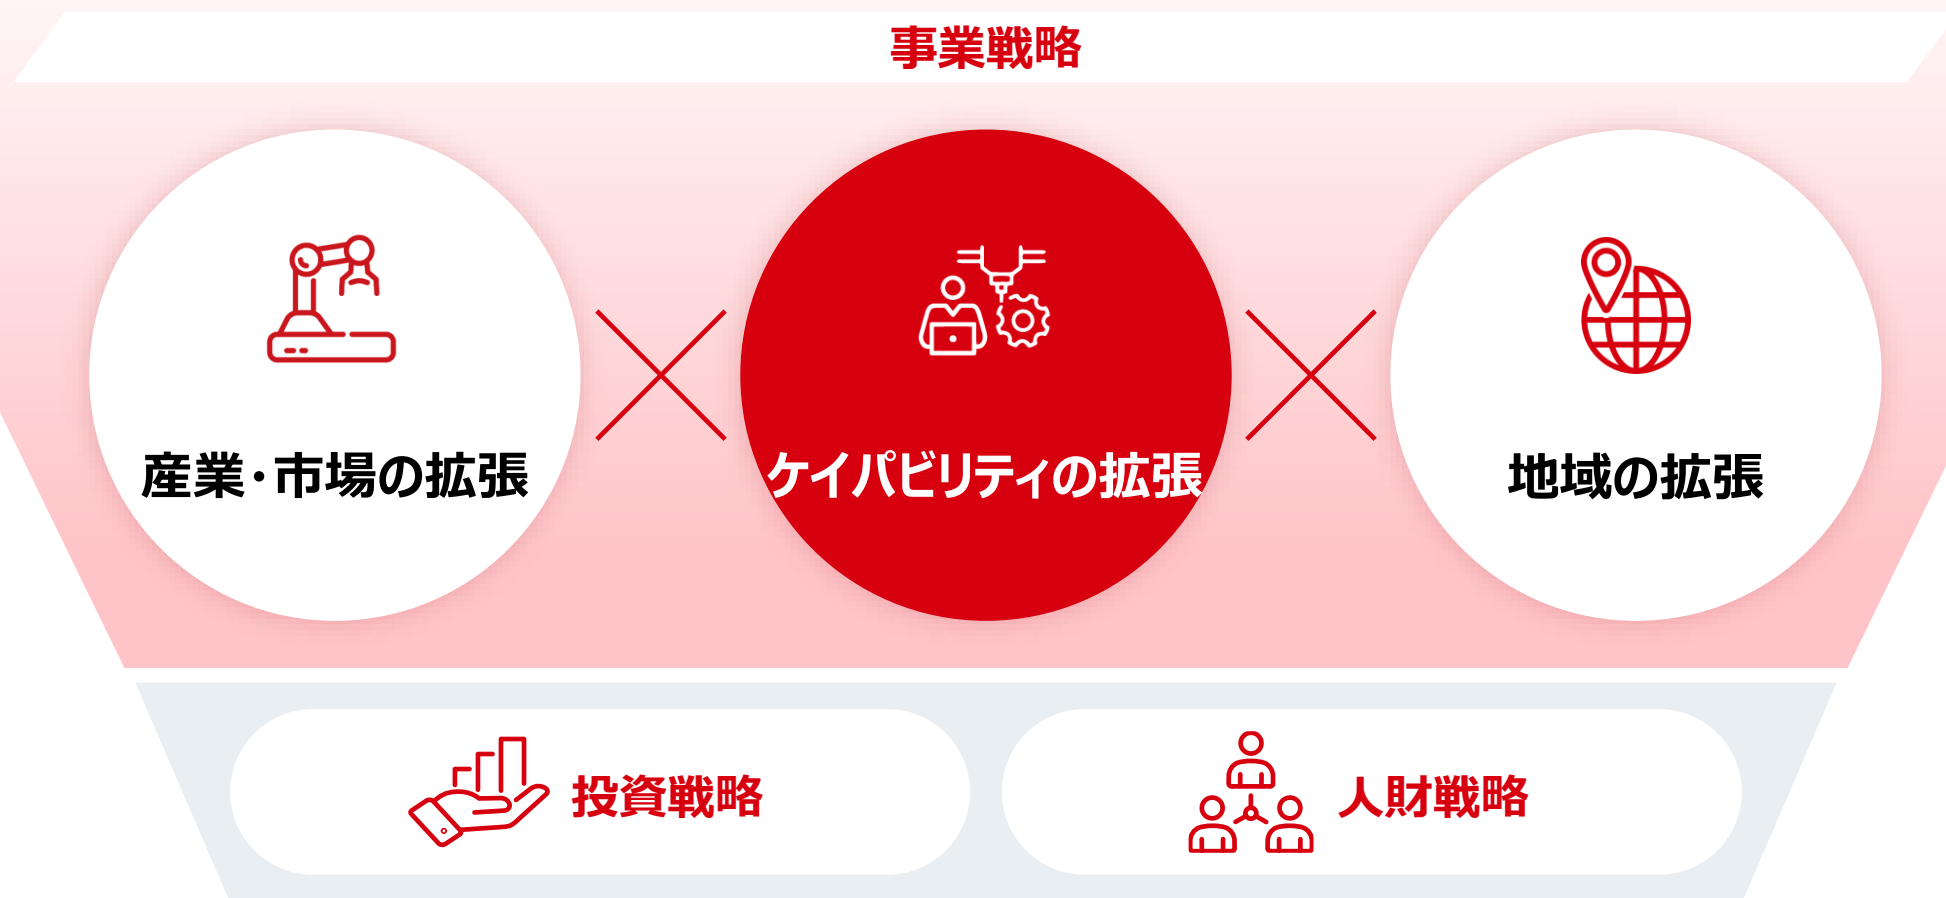 事業戦略
産業・市場の拡張
ケイパビリティの拡張
地域の拡張
投資戦略
人財戦略